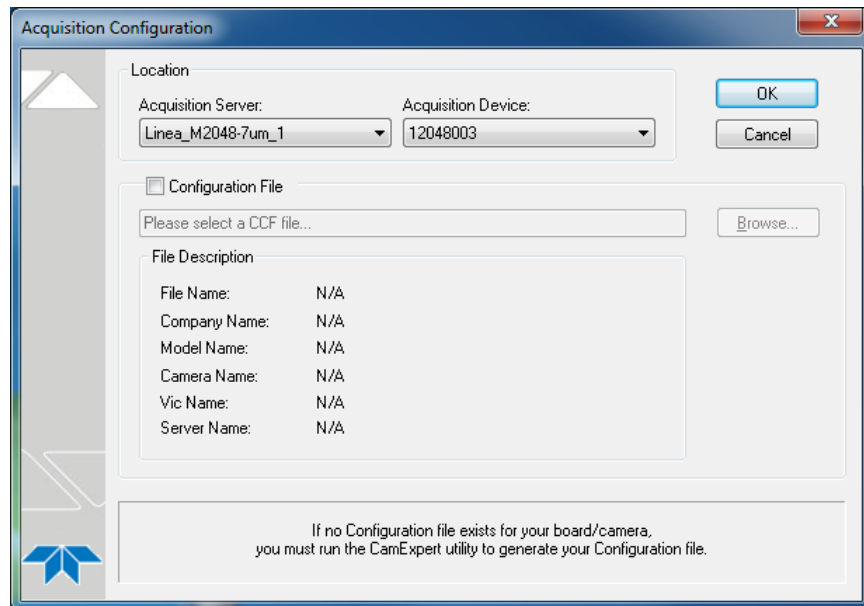 Acquisition Configuration
Location
Acquisition Server:
Acquisition Device:
OK
Linea_M2048-7um_1
12048003
Cancel
Configuration File
Please select a CCF file...
Browse...
File Description
File Name: N/A
Company Name: N/A
Model Name: N/A
Camera Name: N/A
Vic Name: N/A
Server Name: N/A
If no Configuration file exists for your board/camera,
you must run the CamExpert utility to generate your Configuration file.